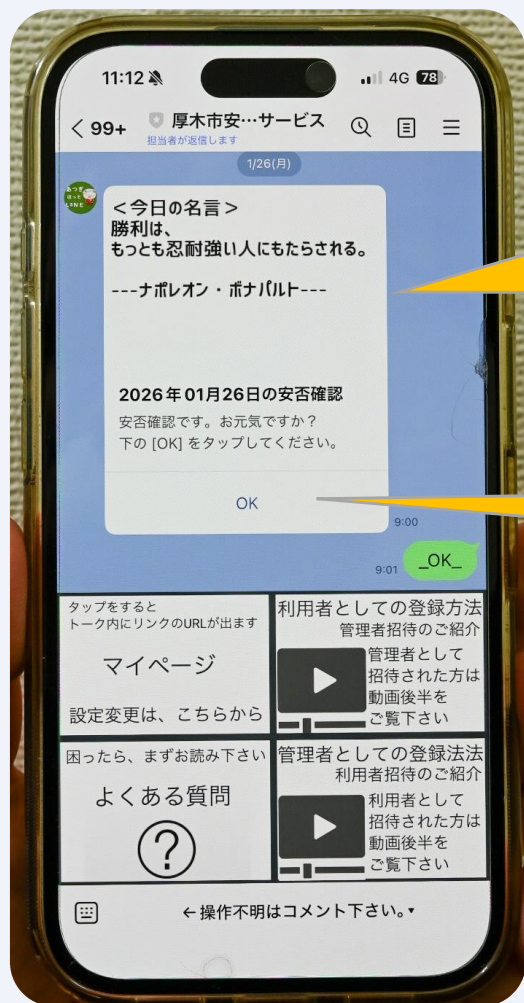 11:12
4G 78
99+
厚木市安…サービス
担当者が返信します
1/26(月)
あつぎ
ほっと
LINE
＜今日の名言＞
勝利は、
もっとも忍耐強い人にもたらされる。
---ナポレオン・ボナパルト---
2026年01月26日の安否確認
安否確認です。お元気ですか？
下の [OK] をタップしてください。
OK
9:00
9:01
_OK_
タップをすると
トーク内にリンクのURLが出ます
マイページ
設定変更は、こちらから
利用者としての登録方法
管理者招待のご紹介
管理者として
招待された方は
動画後半を
ご覧下さい
困ったら、まずお読み下さい
よくある質問
?
管理者としての登録法法
利用者招待のご紹介
利用者として
招待された方は
動画後半を
ご覧下さい
←操作不明はコメント下さい。▾